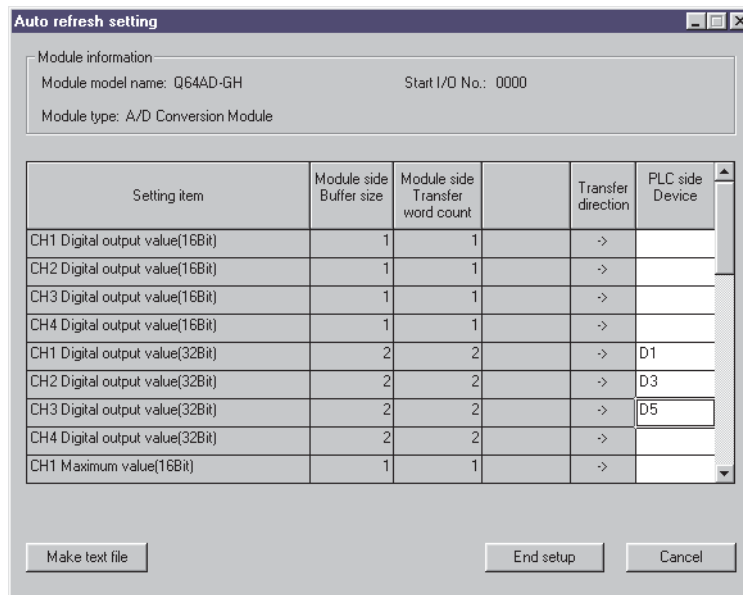 Auto refresh setting
Module information
Module model name: Q64AD-GH Start I/O No.: 0000
Module type: A/D Conversion Module
Setting item
Module side
Buffer size
Module side
Transfer
word count
Transfer
direction
PLC side
Device
CH1 Digital output value(16Bit) 1 1 ->
CH2 Digital output value(16Bit) 1 1 ->
CH3 Digital output value(16Bit) 1 1 ->
CH4 Digital output value(16Bit) 1 1 ->
CH1 Digital output value(32Bit) 2 2 -> D1
CH2 Digital output value(32Bit) 2 2 -> D3
CH3 Digital output value(32Bit) 2 2 -> D5
CH4 Digital output value(32Bit) 2 2 ->
CH1 Maximum value(16Bit) 1 1 ->
Make text file End setup Cancel